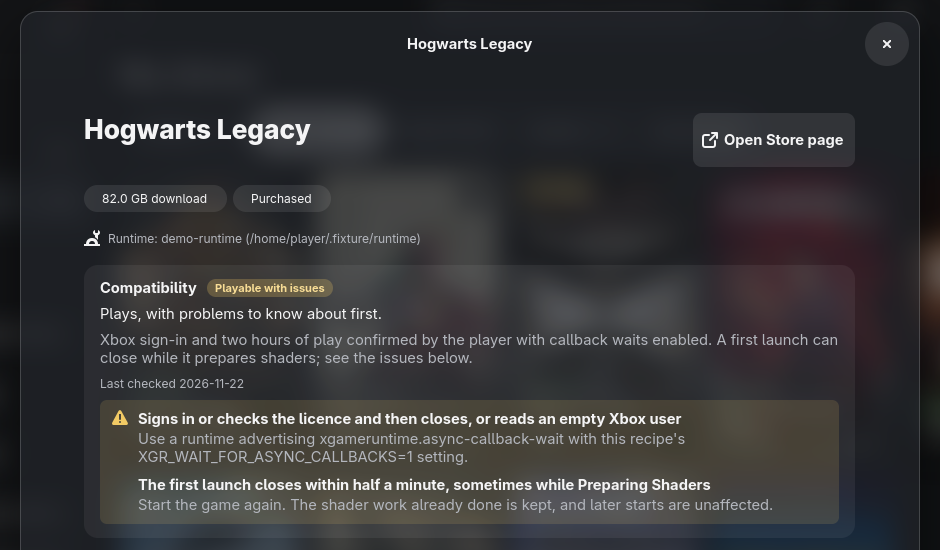 Hogwarts Legacy
Hogwarts Legacy
Open Store page
82.0 GB download
Purchased
Runtime: demo-runtime (/home/player/.fixture/runtime)
Compatibility
Playable with issues
Plays, with problems to know about first.
Xbox sign-in and two hours of play confirmed by the player with callback waits enabled. A first launch can
close while it prepares shaders; see the issues below.
Last checked 2026-11-22
Signs in or checks the licence and then closes, or reads an empty Xbox user
Use a runtime advertising xgameruntime.async-callback-wait with this recipe's
XGR_WAIT_FOR_ASYNC_CALLBACKS=1 setting.
The first launch closes within half a minute, sometimes while Preparing Shaders
Start the game again. The shader work already done is kept, and later starts are unaffected.